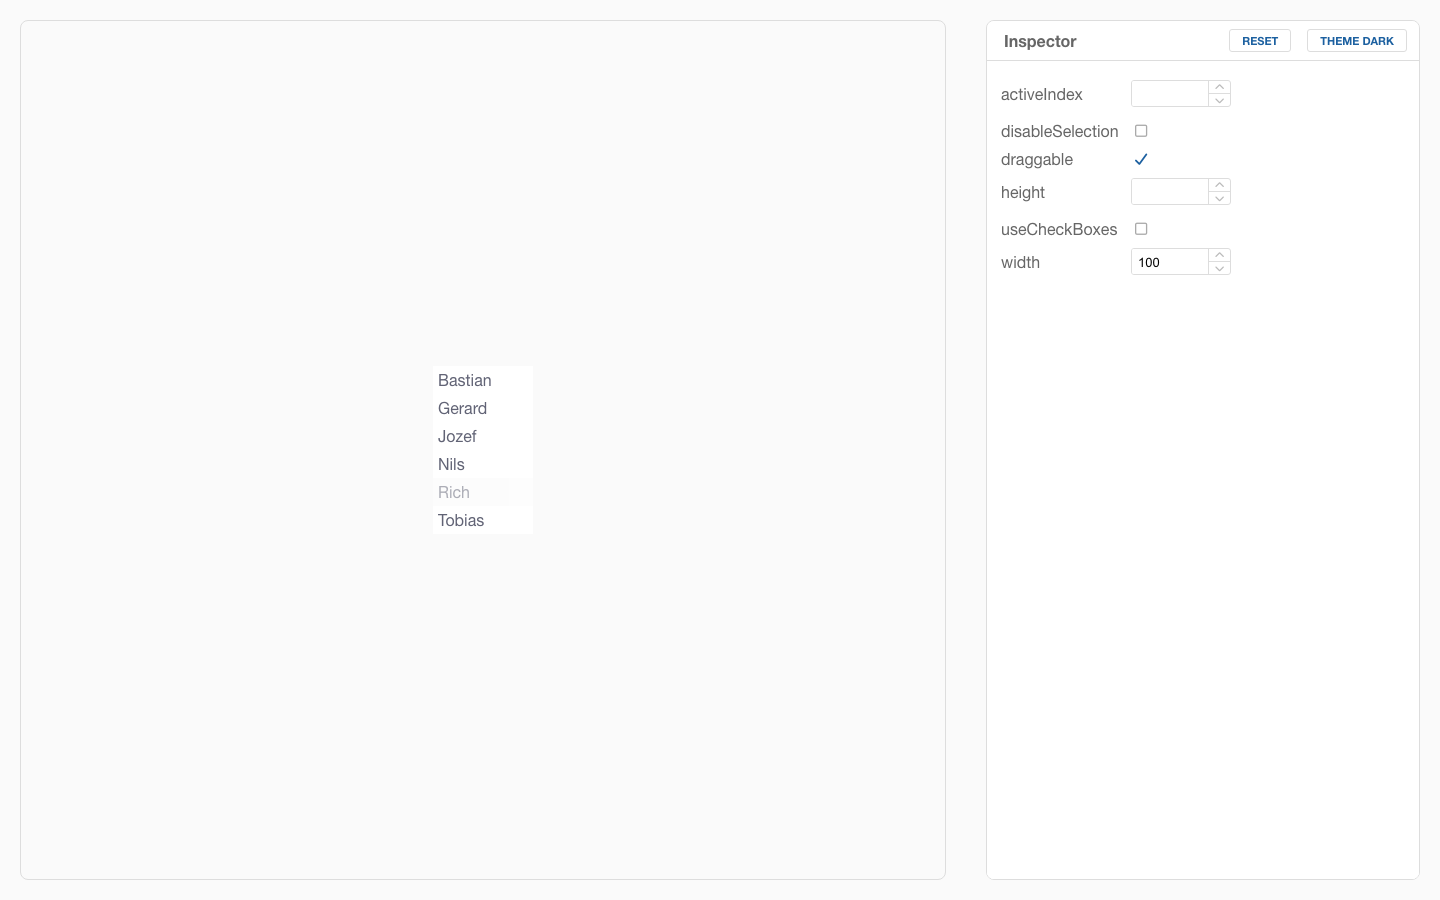 Inspector RESET THEME DARK
activeIndex
disableSelection
draggable
height
useCheckBoxes
width 100
Bastian
Gerard
Jozef
Nils
Rich
Tobias